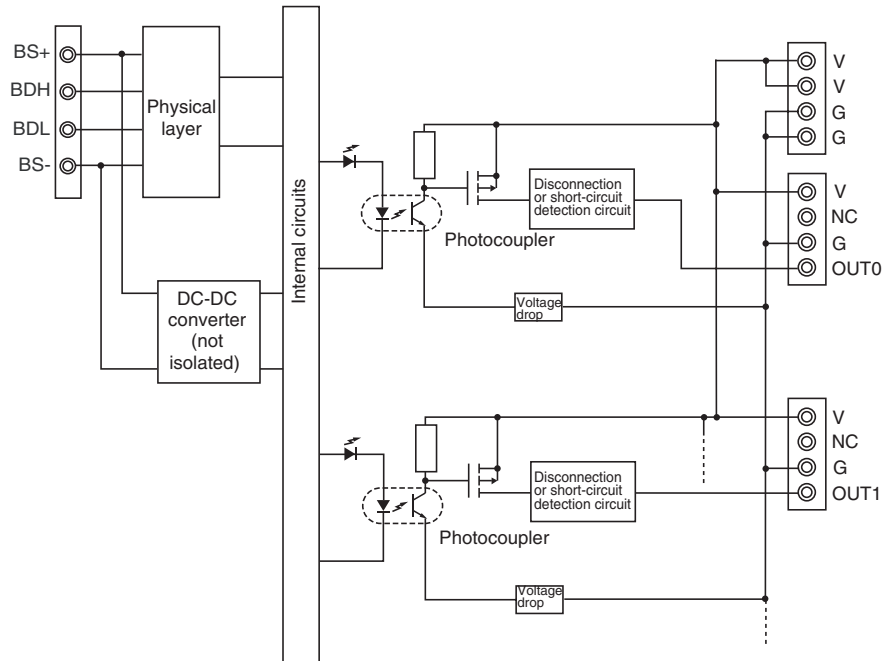 BS+
BDH
BDL
BS-
Physical
layer
DC-DC
converter
(not
isolated)
Internal circuits
Photocoupler
Disconnection
or short-circuit
detection circuit
Voltage
drop
V
V
G
G
V
NC
G
OUT0
Photocoupler
Disconnection
or short-circuit
detection circuit
Voltage
drop
V
NC
G
OUT1